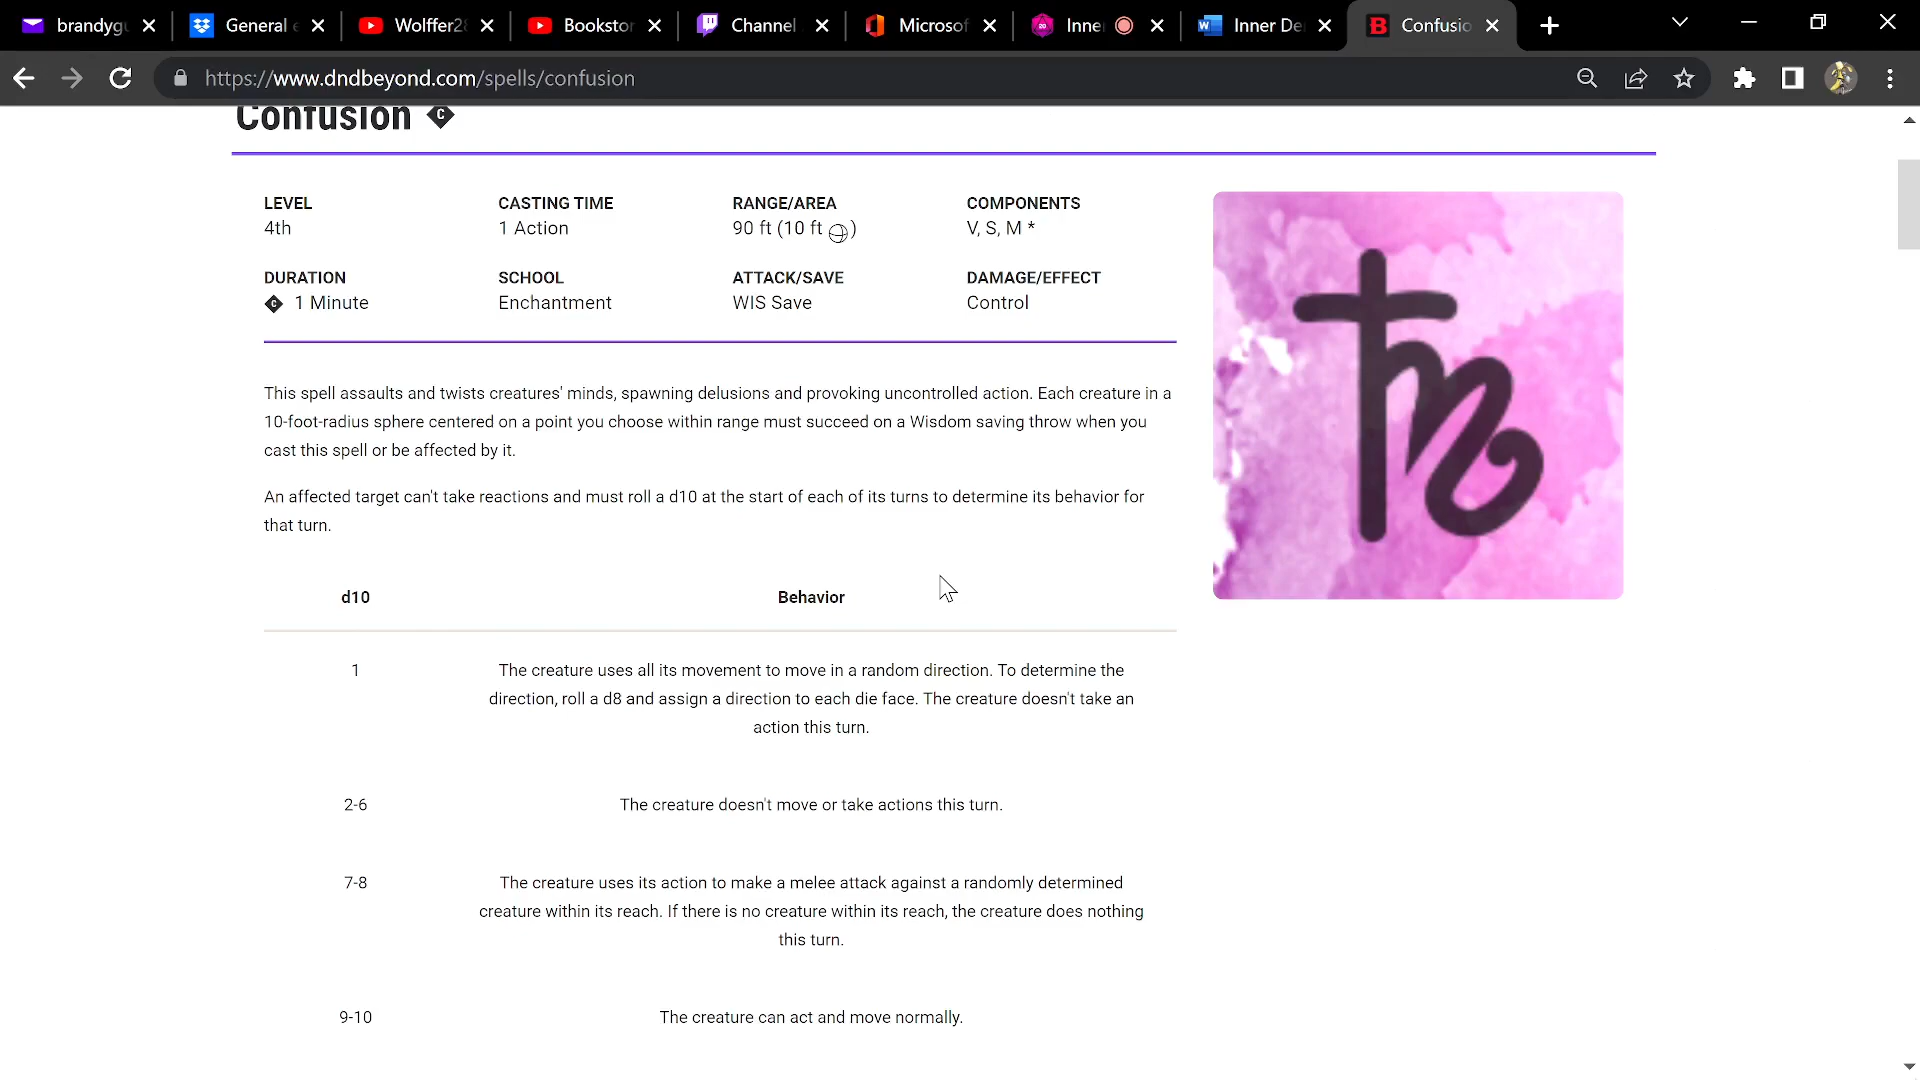 brandygu
General e
Wolffer28
Bookstor
Channel
Microsof
Inne
Inner De
Confusio
https://www.dndbeyond.com/spells/confusion
Confusion
LEVEL
4th
CASTING TIME
1 Action
RANGE/AREA
90 ft (10 ft )
COMPONENTS
V, S, M *
DURATION
1 Minute
SCHOOL
Enchantment
ATTACK/SAVE
WIS Save
DAMAGE/EFFECT
Control
This spell assaults and twists creatures' minds, spawning delusions and provoking uncontrolled action. Each creature in a
10-foot-radius sphere centered on a point you choose within range must succeed on a Wisdom saving throw when you
cast this spell or be affected by it.
An affected target can't take reactions and must roll a d10 at the start of each of its turns to determine its behavior for
that turn.
d10 Behavior
1 The creature uses all its movement to move in a random direction. To determine the
direction, roll a d8 and assign a direction to each die face. The creature doesn't take an
action this turn.
2-6 The creature doesn't move or take actions this turn.
7-8 The creature uses its action to make a melee attack against a randomly determined
creature within its reach. If there is no creature within its reach, the creature does nothing
this turn.
9-10 The creature can act and move normally.